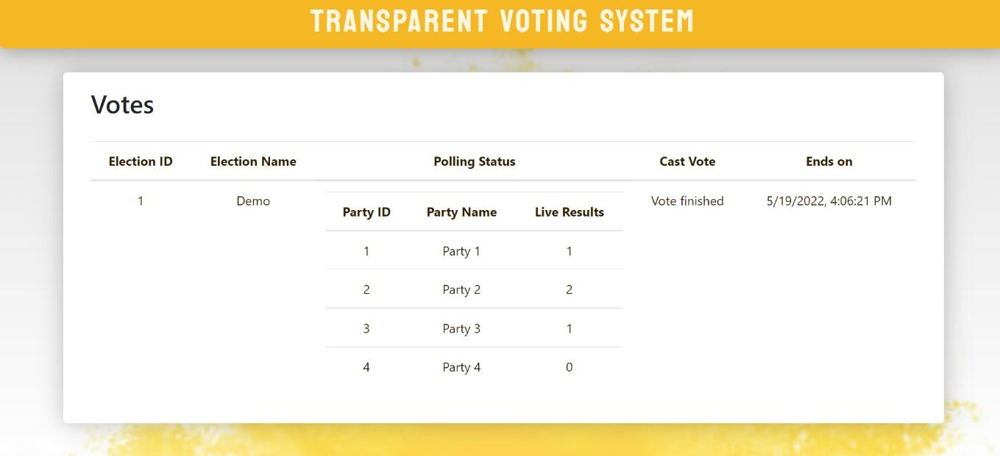 TRANSPARENT VOTING SYSTEM
Votes
Election ID Election Name Polling Status Cast Vote Ends on
1 Demo Vote finished 5/19/2022, 4:06:21 PM
Party ID Party Name Live Results
1 Party 1 1
2 Party 2 2
3 Party 3 1
4 Party 4 0